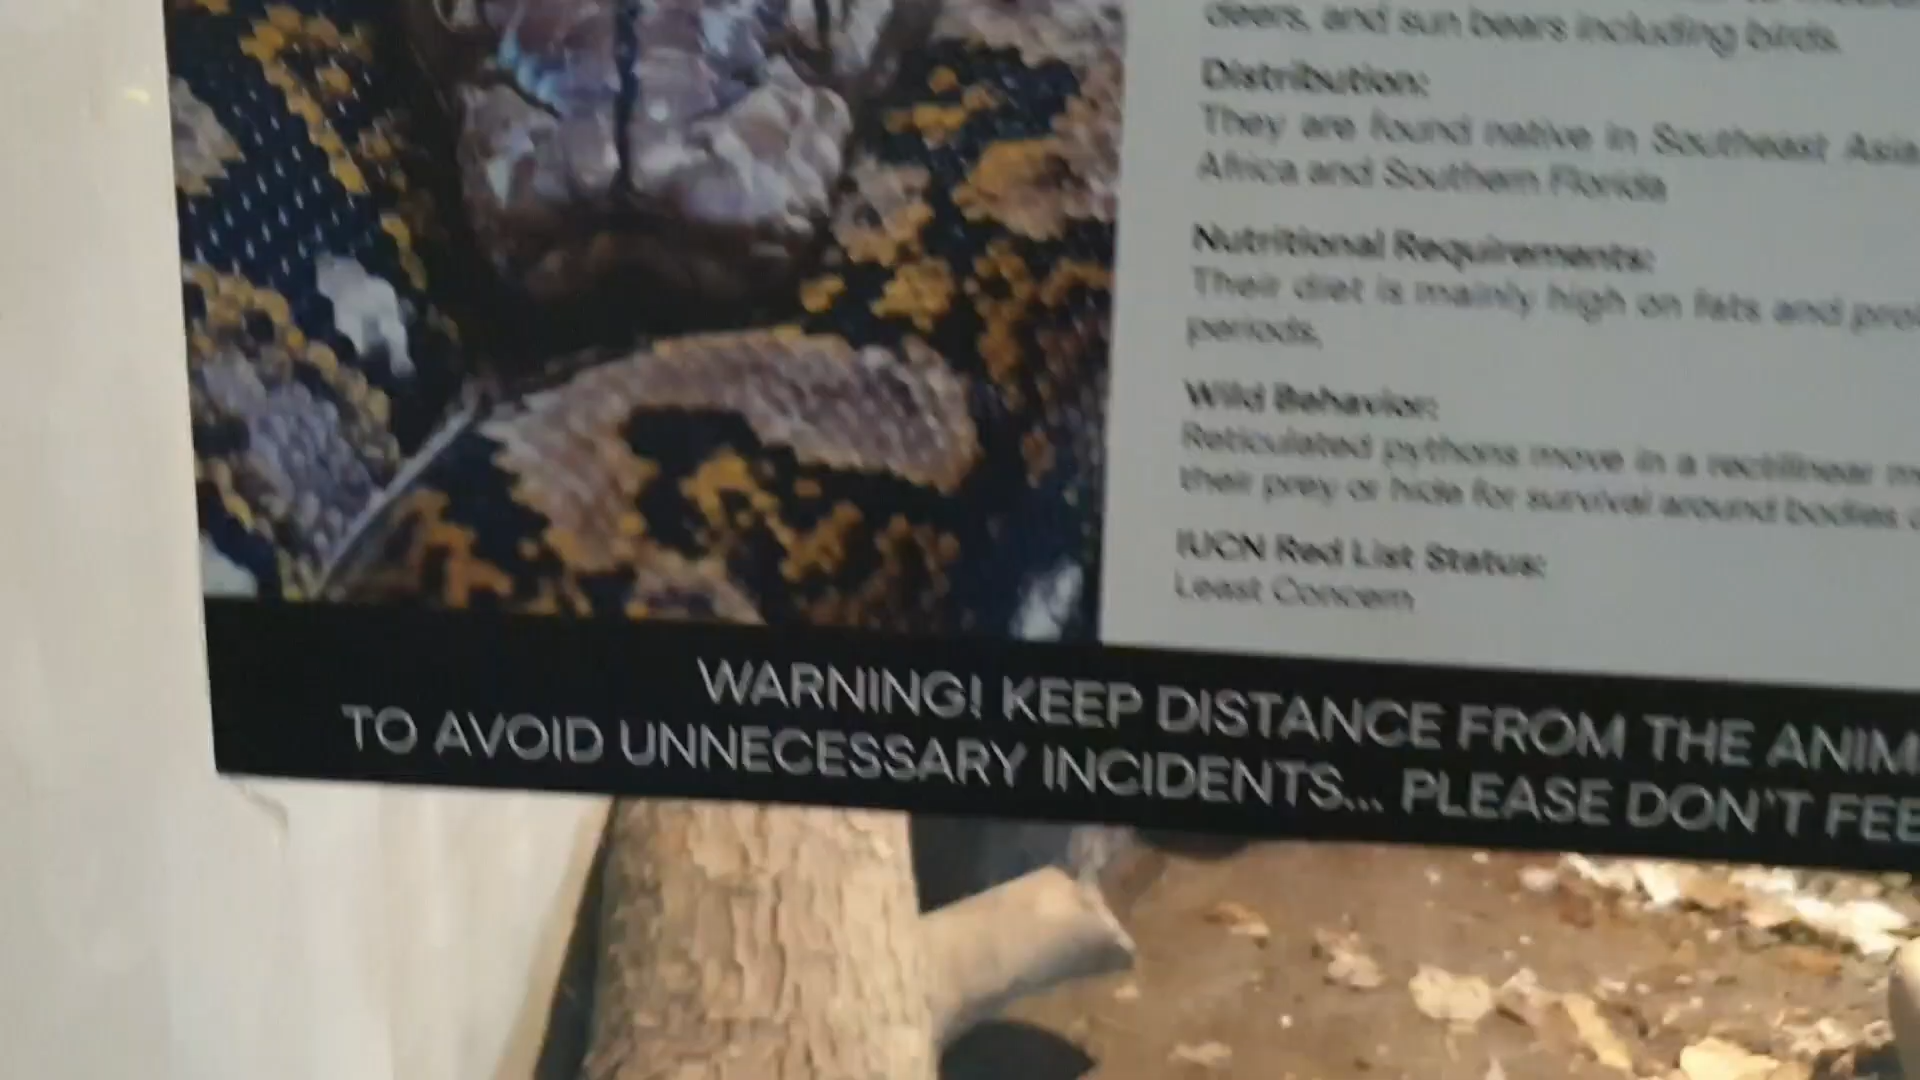 deers, and sun bears including birds.
Distribution:
They are found native in Southeast Asia
Africa and Southern Florida
Nutritional Requirements:
Their diet is mainly high on fats and
periods.
Wild Behavior:
Reticulated pythons move in a rectilinear
their prey or hide for survival around bodies
IUCN Red List Status:
Least Concern
WARNING! KEEP DISTANCE FROM THE ANIM
TO AVOID UNNECESSARY INCIDENTS... PLEASE DON'T FEE